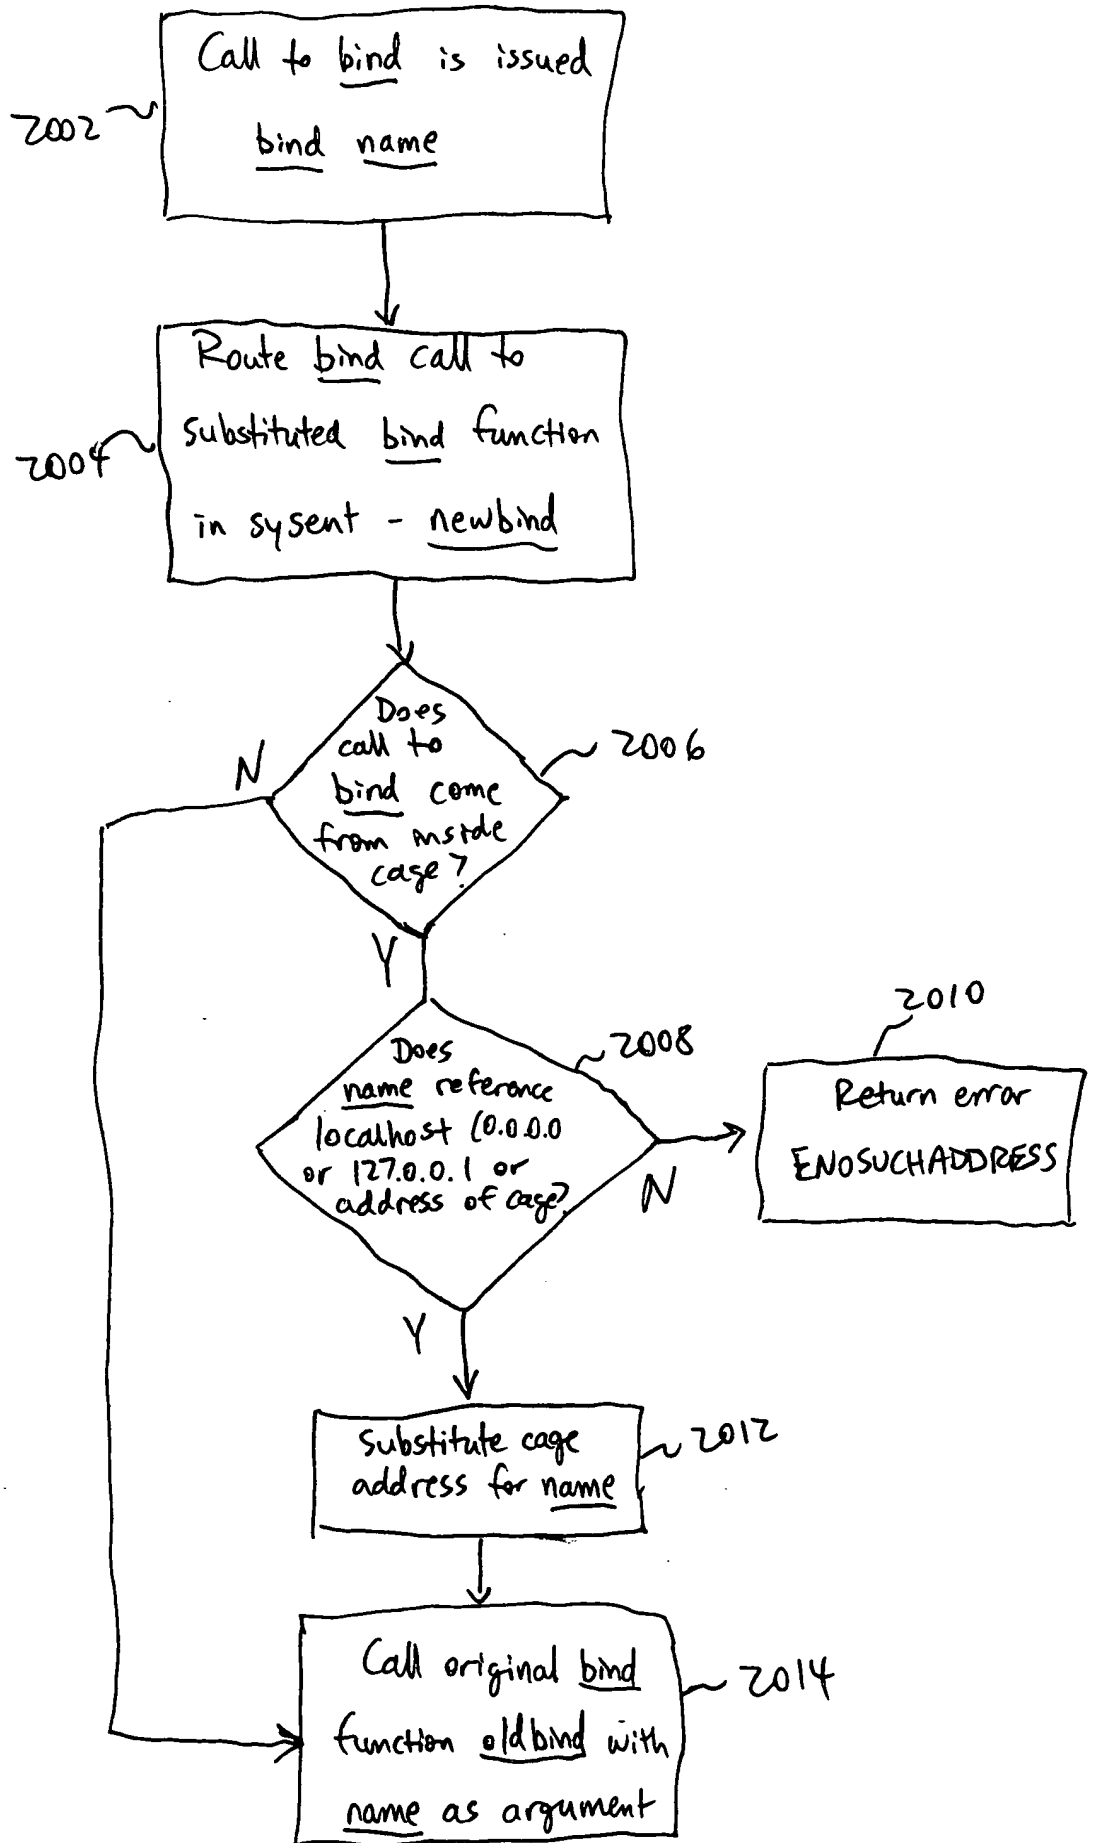 Call to bind is issued
bind name
2002
Route bind call to
substituted bind function
in sysent - newbind
2004
Does
call to
bind come
from inside
cage?
2006
N
Y
Does
name reference
localhost (0.0.0.0
or 127.0.0.1 or
address of cage?
2008
N
Y
2010
Return error
ENOSUCHADDRESS
Substitute cage
address for name
2012
Call original bind
function oldbind with
name as argument
2014